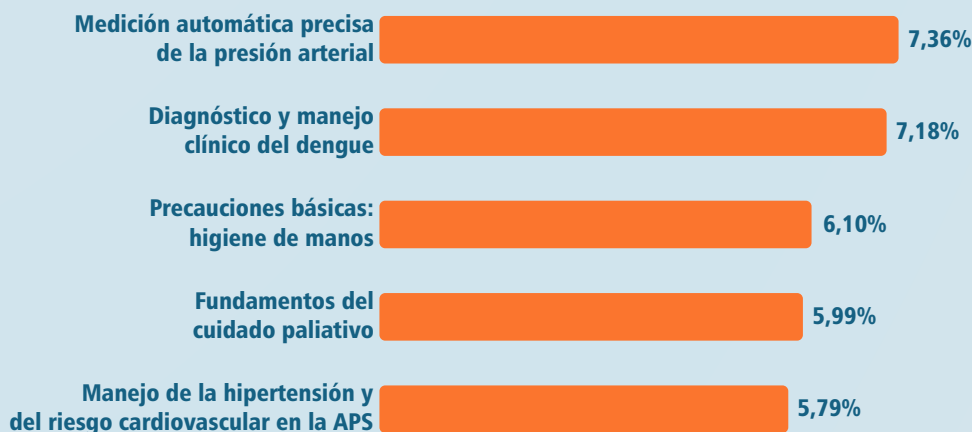 Medición automática precisa
de la presión arterial
7,36%
Diagnóstico y manejo
clínico del dengue
7,18%
Precauciones básicas:
higiene de manos
6,10%
Fundamentos del
cuidado paliativo
5,99%
Manejo de la hipertensión y
del riesgo cardiovascular en la APS
5,79%